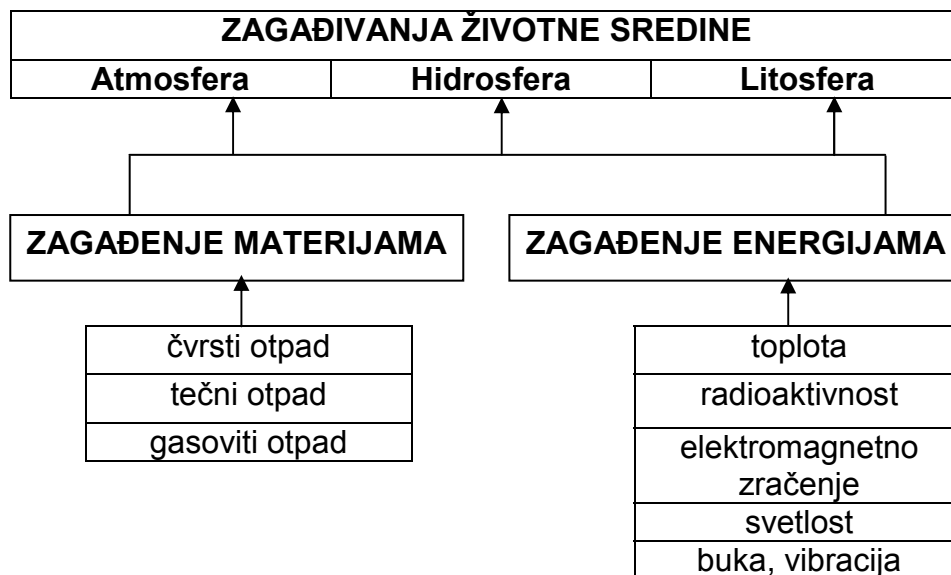 ZAGAĐIVANJA ŽIVOTNE SREDINE
Atmosfera Hidrosfera Litosfera
ZAGAĐENJE MATERIJAMA ZAGAĐENJE ENERGIJAMA
čvrsti otpad
tečni otpad
gasoviti otpad
toplota
radioaktivnost
elektromagnetno
zračenje
svetlost
buka, vibracija